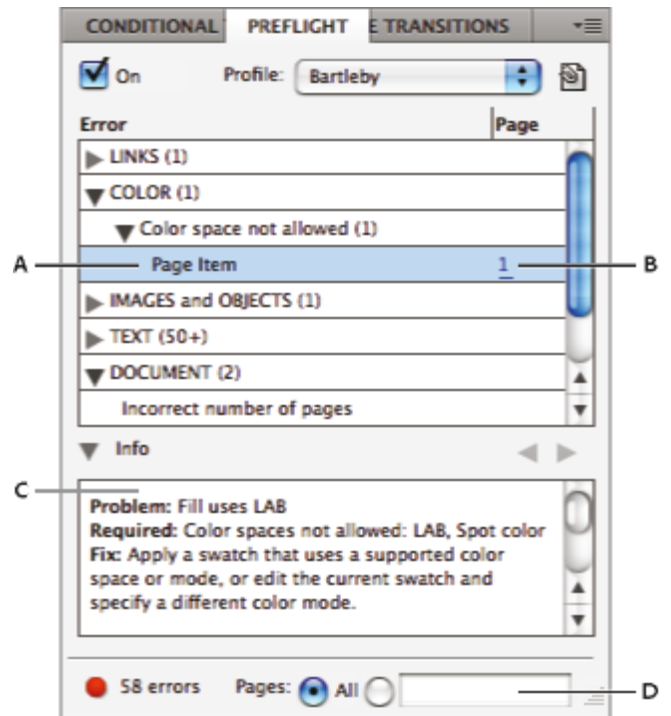 CONDITIONAL PREFLIGHT E TRANSITIONS
On Profile: Bartleby
Error Page
LINKS (1)
COLOR (1)
Color space not allowed (1)
A Page Item 1 B
IMAGES and OBJECTS (1)
TEXT (50+)
DOCUMENT (2)
Incorrect number of pages
Info
C
Problem: Fill uses LAB
Required: Color spaces not allowed: LAB, Spot color
Fix: Apply a swatch that uses a supported color
space or mode, or edit the current swatch and
specify a different color mode.
58 errors Pages: All D